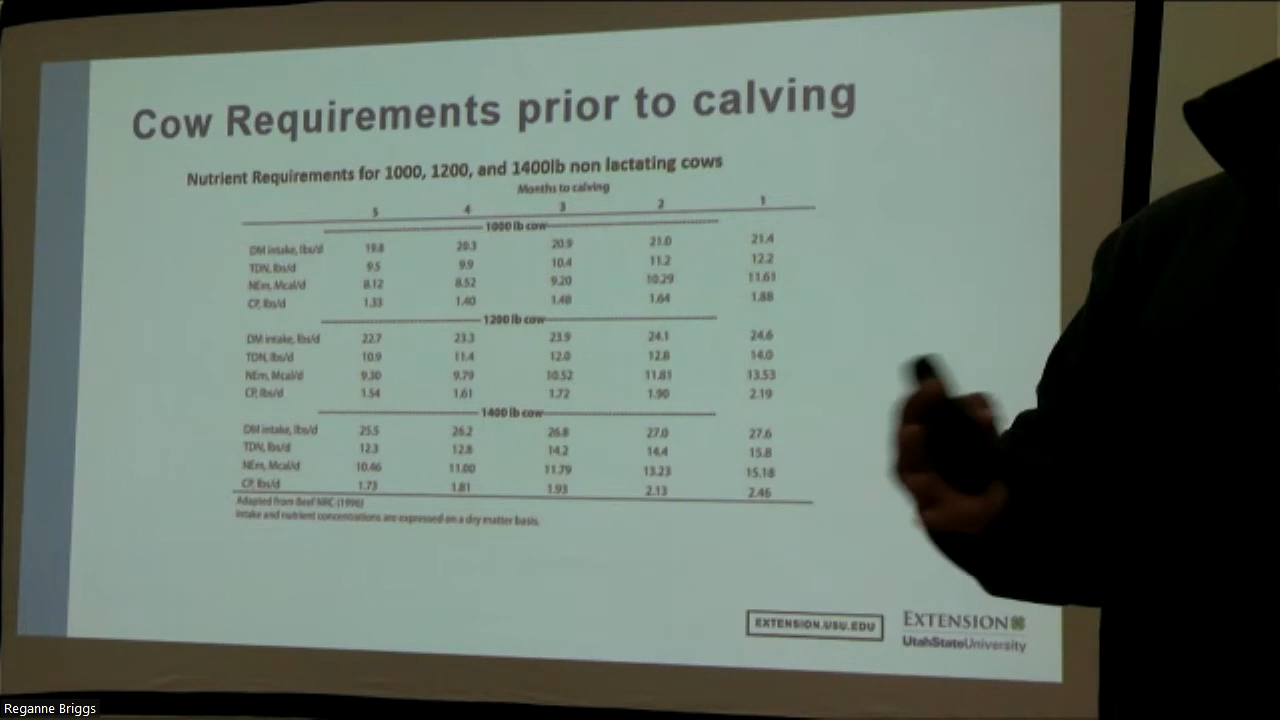 Cow Requirements prior to calving
Nutrient Requirements for 1000, 1200, and 1400lb non lactating cows
Months to calving
5 4 3 2 1
1000 lb cow
DM intake, lbs/d 19.8 20.3 20.9 21.0 21.4
TDN, lbs/d 9.5 9.9 10.4 11.2 12.2
NEm, Mcal/d 8.12 8.52 9.20 10.29 11.61
CP, lbs/d 1.33 1.40 1.48 1.64 1.88
1200 lb cow
DM intake, lbs/d 22.7 23.3 23.9 24.1 24.6
TDN, lbs/d 10.9 11.4 12.0 12.8 14.0
NEm, Mcal/d 9.30 9.79 10.52 11.81 13.53
CP, lbs/d 1.54 1.61 1.72 1.90 2.19
1400 lb cow
DM intake, lbs/d 25.5 26.2 26.8 27.0 27.6
TDN, lbs/d 12.3 12.8 14.2 14.4 15.8
NEm, Mcal/d 10.46 11.00 11.79 13.23 15.18
CP, lbs/d 1.73 1.81 1.93 2.13 2.46
Adapted from Beef NRC (1996)
Intake and nutrient concentrations are expressed on a dry matter basis.
EXTENSION.USU.EDU
EXTENSION
UtahStateUniversity
Reganne Briggs